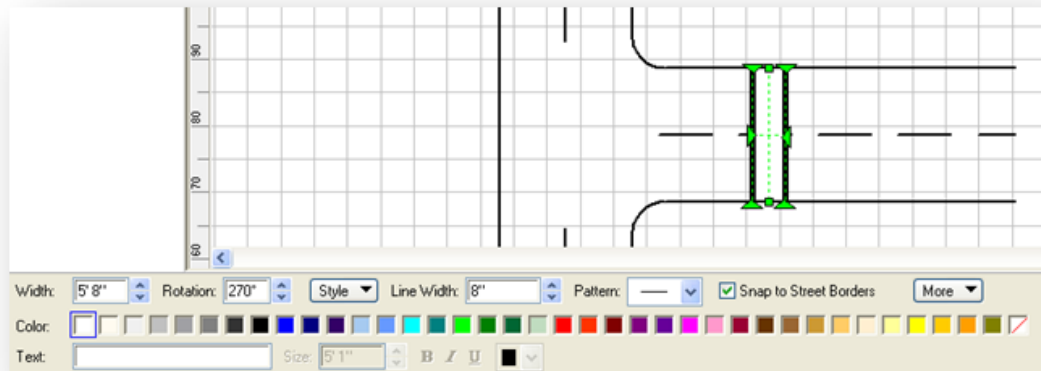 90
80
70
60
Width: 5' 8" Rotation: 270° Style Line Width: 8" Pattern: Snap to Street Borders More
Color:
Text: Size: 5' 1" B I U